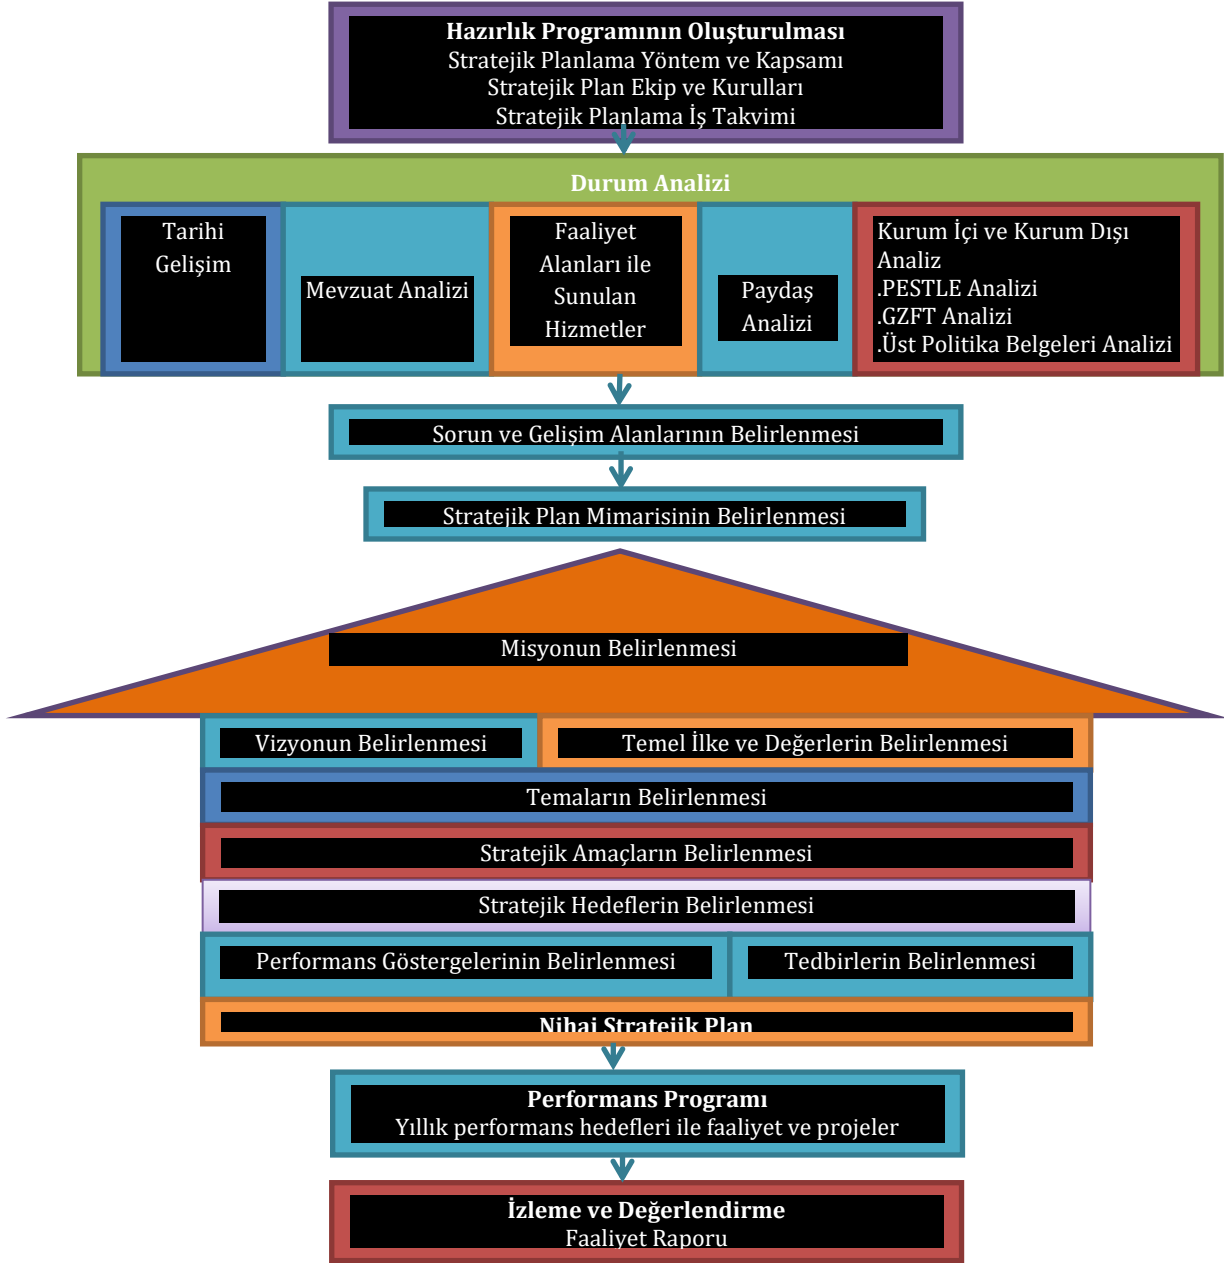 Hazırlık Programının Oluşturulması
Stratejik Planlama Yöntem ve Kapsamı
Stratejik Plan Ekip ve Kurulları
Stratejik Planlama İş Takvimi
Durum Analizi
Tarihi
Gelişim
Mevzuat Analizi
Faaliyet
Alanları ile
Sunulan
Hizmetler
Paydaş
Analizi
Kurum İçi ve Kurum Dışı
Analiz
.PESTLE Analizi
.GZFT Analizi
.Üst Politika Belgeleri Analizi
Sorun ve Gelişim Alanlarının Belirlenmesi
Stratejik Plan Mimarisinin Belirlenmesi
Misyonun Belirlenmesi
Vizyonun Belirlenmesi
Temel İlke ve Değerlerin Belirlenmesi
Temaların Belirlenmesi
Stratejik Amaçların Belirlenmesi
Stratejik Hedeflerin Belirlenmesi
Performans Göstergelerinin Belirlenmesi
Tedbirlerin Belirlenmesi
Nihai Stratejik Plan
Performans Programı
Yıllık performans hedefleri ile faaliyet ve projeler
İzleme ve Değerlendirme
Faaliyet Raporu